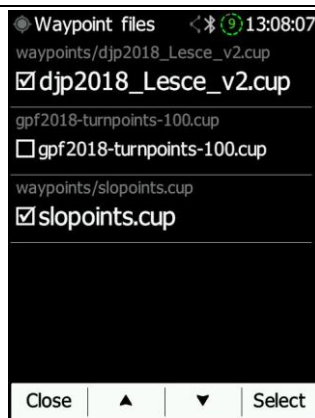 Waypoint files 9 13:08:07
waypoints/djp2018_Lesce_v2.cup
djp2018_Lesce_v2.cup
gpf2018-turnpoints-100.cup
gpf2018-turnpoints-100.cup
waypoints/slopoints.cup
slopoints.cup
Close Select